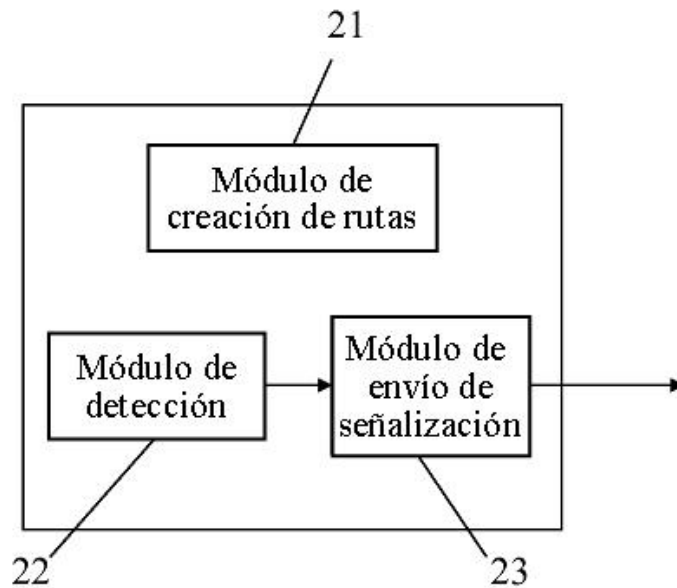 21
Módulo de
creación de rutas
Módulo de
detección
Módulo de
envío de
señalización
22
23